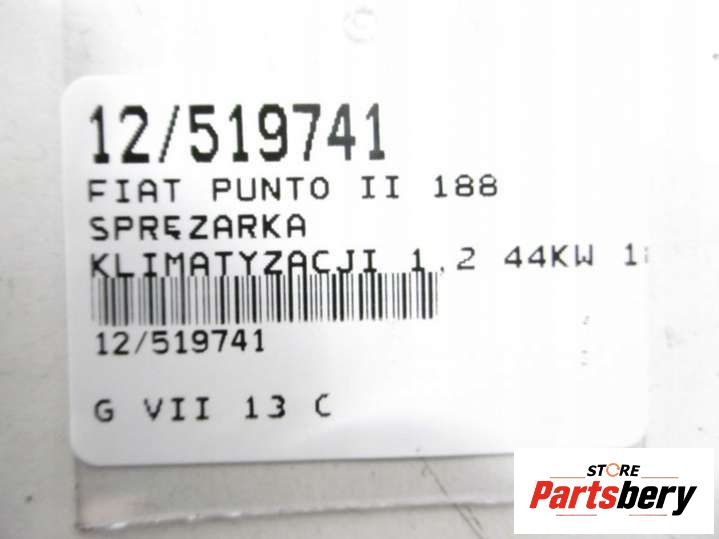 12/519741
FIAT PUNTO II 188
SPRĘZARKA
KLIMATYZACJI 1,2 44KW
12/519741
G VII 13 C
STORE
Partsbery